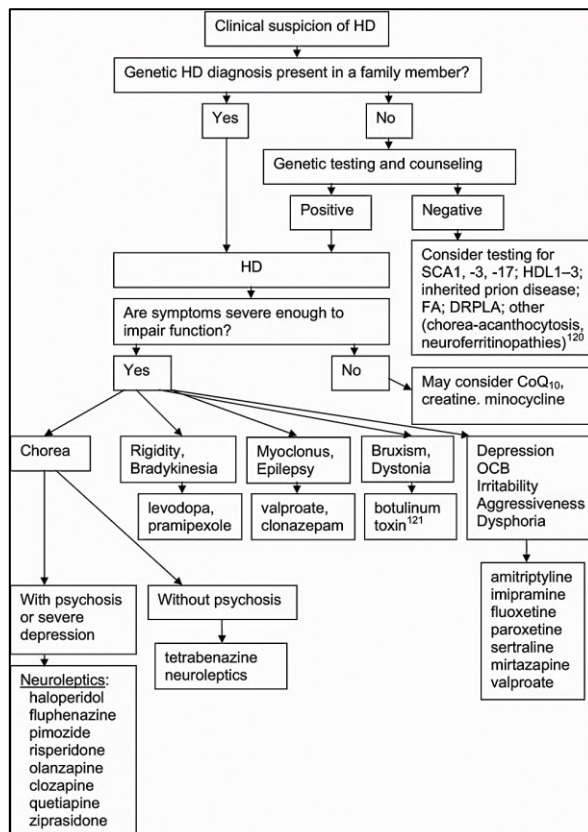 Clinical suspicion of HD
Genetic HD diagnosis present in a family member?
Yes
No
Genetic testing and counseling
Positive
Negative
HD
Consider testing for
SCA1, -3, -17; HDL1–3;
inherited prion disease;
FA; DRPLA; other
(chorea-acanthocytosis,
neuroferritinopathies)120
Are symptoms severe enough to
impair function?
Yes
No
May consider CoQ10,
creatine. minocycline
Chorea
Rigidity,
Bradykinesia
Myoclonus,
Epilepsy
Bruxism,
Dystonia
Depression
OCB
Irritability
Aggressiveness
Dysphoria
levodopa,
pramipexole
valproate,
clonazepam
botulinum
toxin121
With psychosis
or severe
depression
Without psychosis
amitriptyline
imipramine
fluoxetine
paroxetine
sertraline
mirtazapine
valproate
tetrabenazine
neuroleptics
Neuroleptics:
haloperidol
fluphenazine
pimozide
risperidone
olanzapine
clozapine
quetiapine
ziprasidone